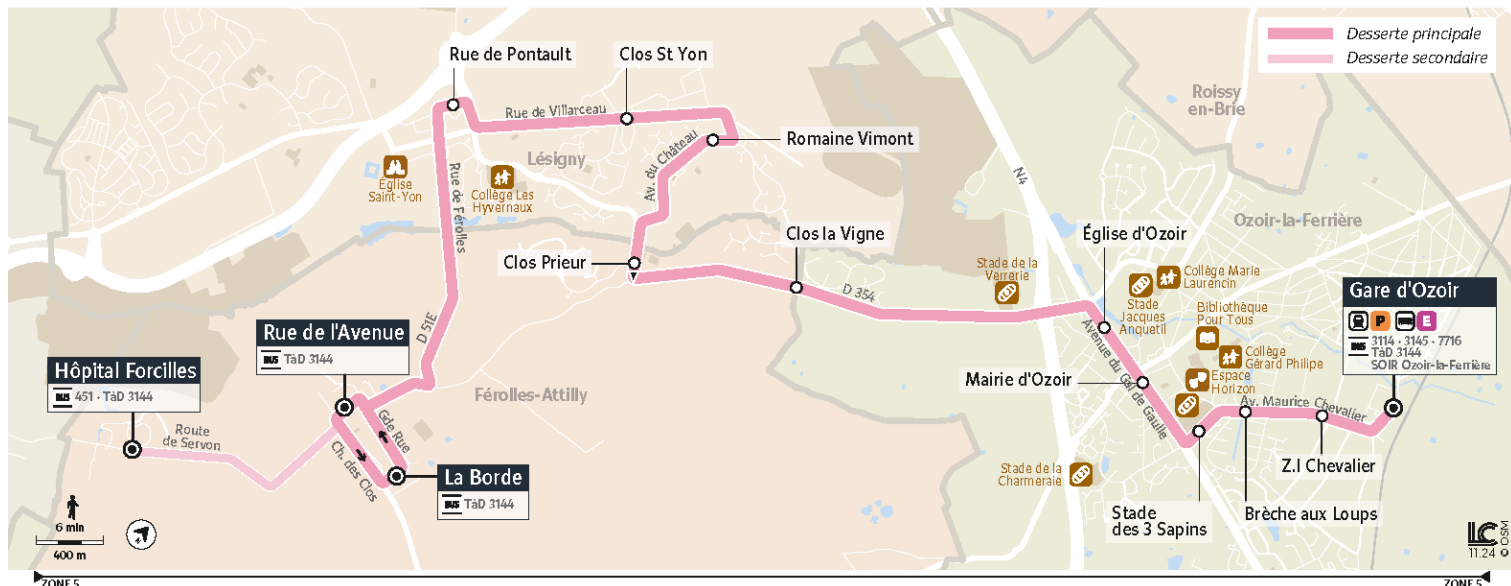 Desserte principale
Desserte secondaire
Rue de Pontault
Clos St Yon
Rue de Villarceau
Romaine Vimont
Av. du Château
Lésigny
Église
Saint-Yon
Collège Les
Hyvernaux
Rue de Férolles
D 51E
Clos Prieur
Clos la Vigne
D 354
Roissy
en-Brie
N4
Ozoir-la-Ferrière
Église d'Ozoir
Stade de la
Verrerie
Stade
Jacques
Anquetil
Collège Marie
Laurencin
Bibliothèque
Pour Tous
Collège
Gérard Philipe
Espace
Horizon
Gare d'Ozoir
P
E
BUS
3114 · 3145 · 7716
TàD 3144
SOIR Ozoir-la-Ferrière
Rue de l'Avenue
BUS TàD 3144
Hôpital Forcilles
BUS 451 · TàD 3144
Route
de Servon
Férolles-Attilly
Gde Rue
Ch. des Clos
La Borde
BUS TàD 3144
Mairie d'Ozoir
Avenue du Gal de Gaulle
Av. Maurice Chevalier
Z.I Chevalier
Stade de la
Charmeraie
Stade
des 3 Sapins
Brèche aux Loups
6 min
400 m
LC
11.24 © OSM
ZONE 5
ZONE 5